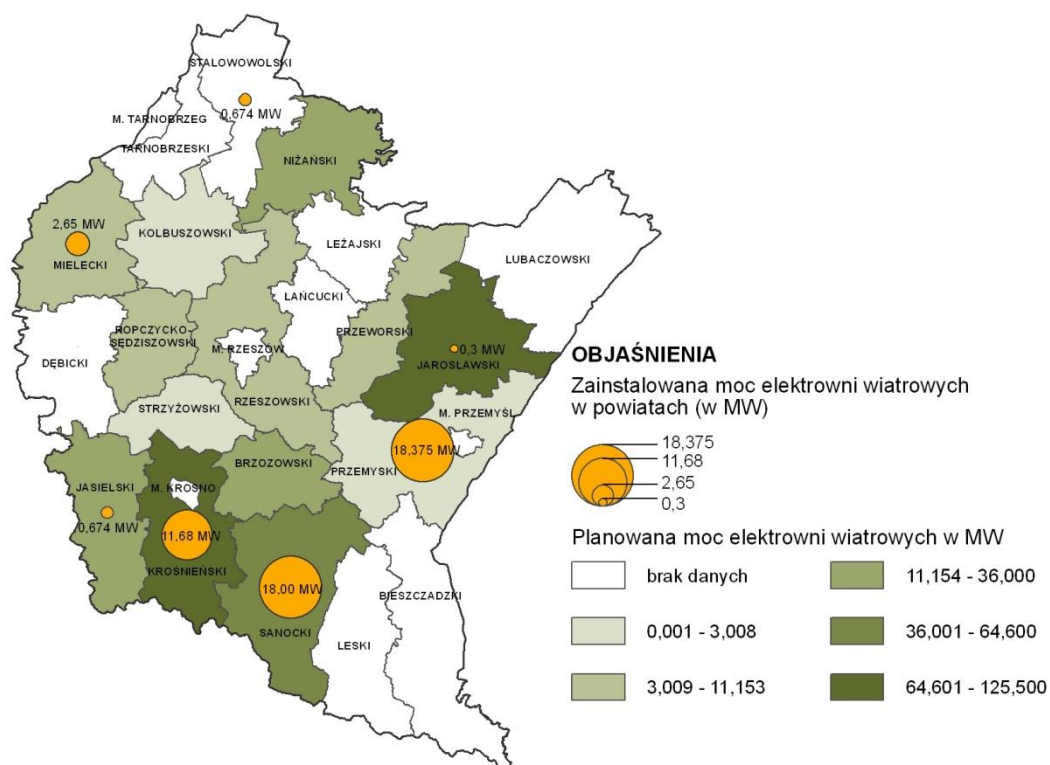 STALOWOWOLSKI
0,674 MW
M. TARNOBRZEG
TARNOBRZESKI
NIŻAŃSKI
2,65 MW
MIELECKI
KOLBUSZOWSKI
LEŻAJSKI
LUBACZOWSKI
ŁAŃCUCKI
ROPCZYCKO-
SĘDZISZOWSKI
M. RZESZÓW
PRZEWORSKI
DĘBICKI
0,3 MW
JAROSŁAWSKI
RZESZOWSKI
STRZYŻOWSKI
M. PRZEMYŚL
18,375 MW
PRZEMYSKI
BRZOZOWSKI
JASIELSKI
M. KROSNO
0,674 MW
11,68 MW
KROŚNIEŃSKI
18,00 MW
SANOCKI
BIESZCZADZKI
LESKI
OBJAŚNIENIA
Zainstalowana moc elektrowni wiatrowych
w powiatach (w MW)
18,375
11,68
2,65
0,3
Planowana moc elektrowni wiatrowych w MW
brak danych
0,001 - 3,008
3,009 - 11,153
11,154 - 36,000
36,001 - 64,600
64,601 - 125,500